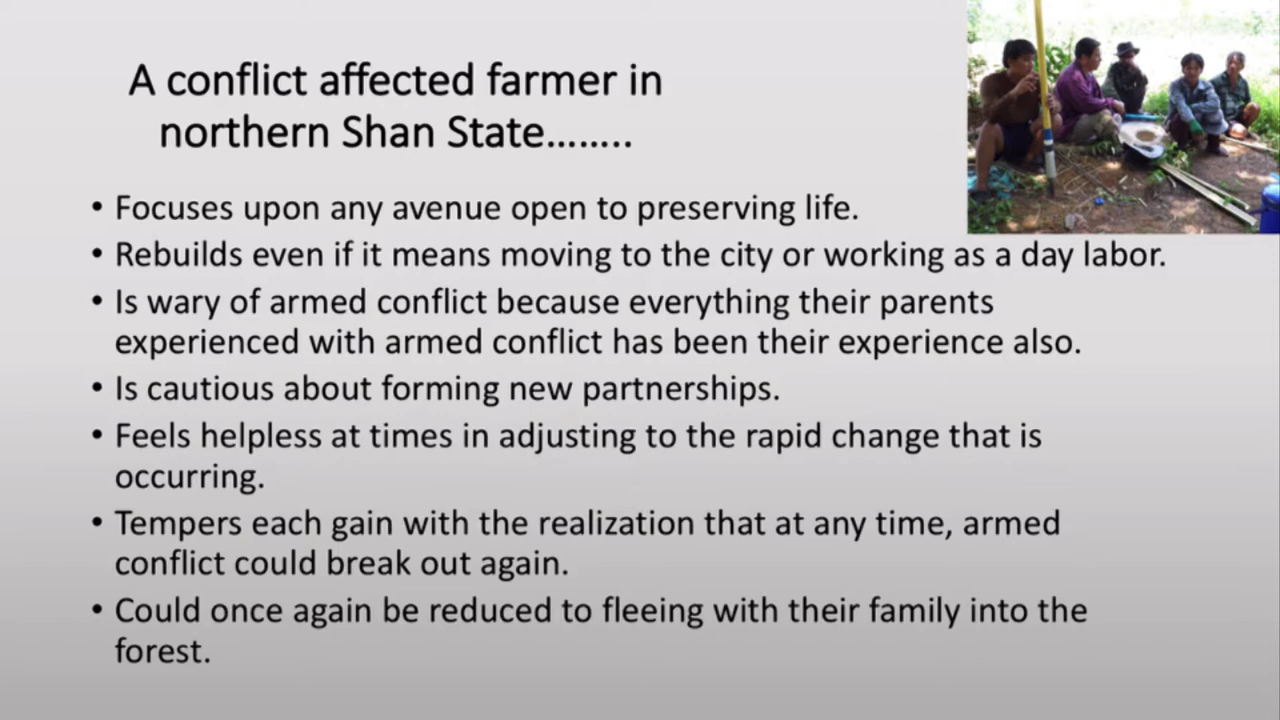 A conflict affected farmer in
northern Shan State........
• Focuses upon any avenue open to preserving life.
• Rebuilds even if it means moving to the city or working as a day labor.
• Is wary of armed conflict because everything their parents
experienced with armed conflict has been their experience also.
• Is cautious about forming new partnerships.
• Feels helpless at times in adjusting to the rapid change that is
occurring.
• Tempers each gain with the realization that at any time, armed
conflict could break out again.
• Could once again be reduced to fleeing with their family into the
forest.